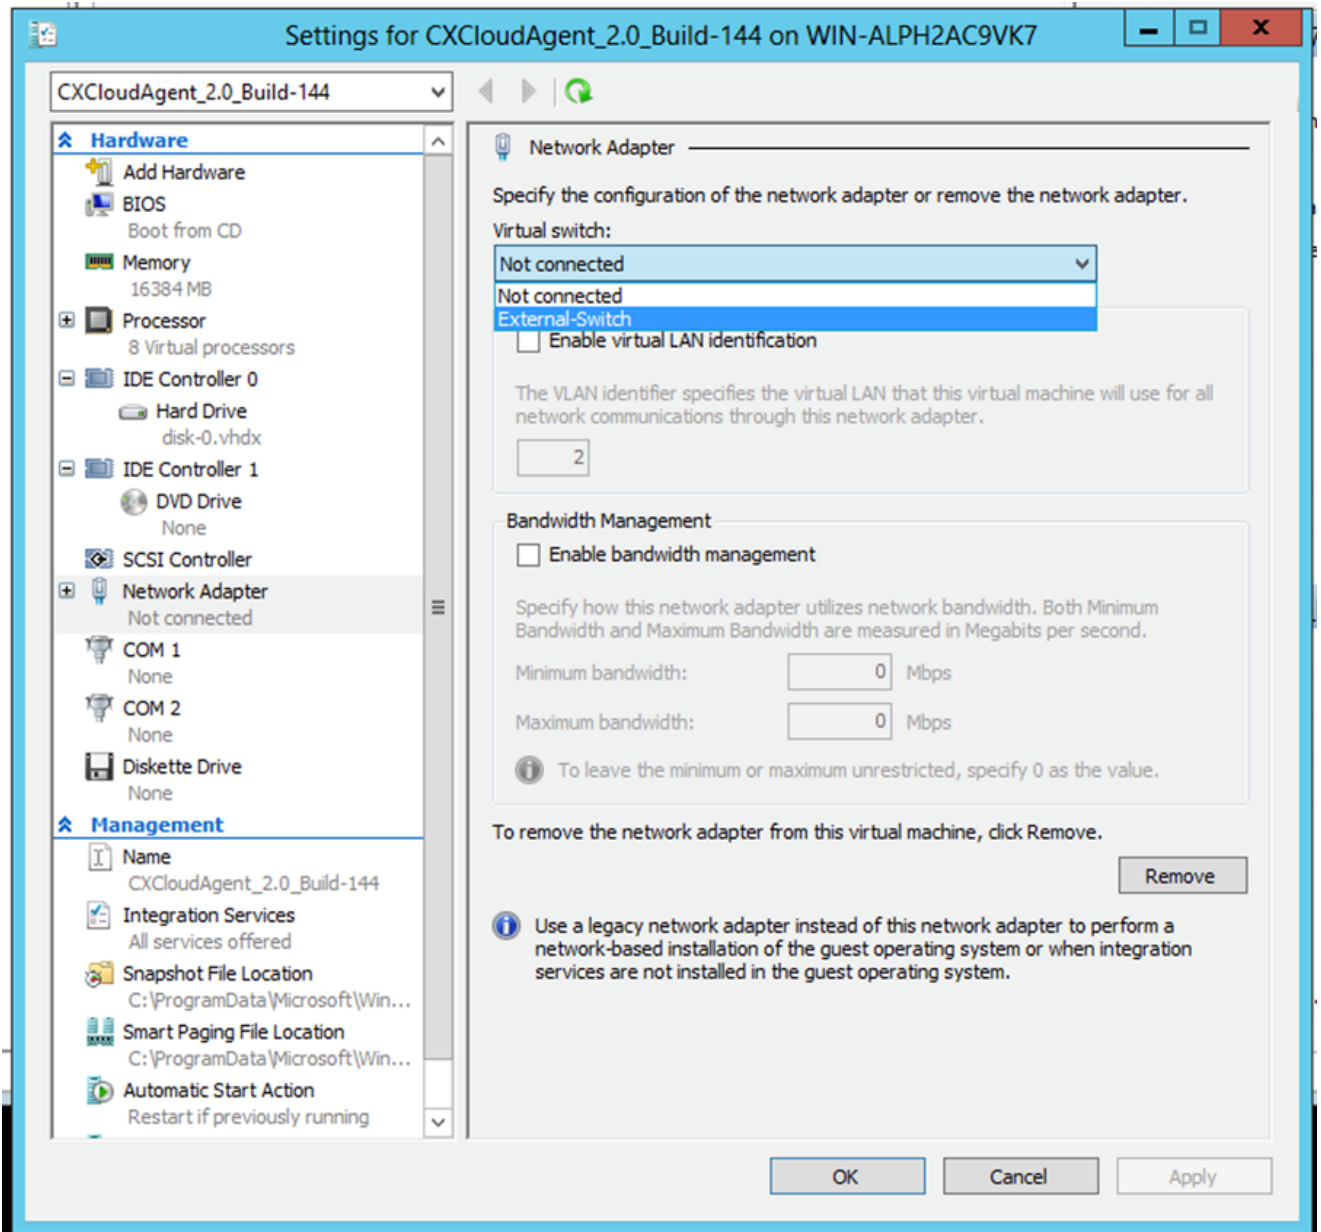 Settings for CXCloudAgent_2.0_Build-144 on WIN-ALPH2AC9VK7
CXCloudAgent_2.0_Build-144
Hardware
Add Hardware
BIOS
Boot from CD
Memory
16384 MB
Processor
8 Virtual processors
IDE Controller 0
Hard Drive
disk-0.vhdx
IDE Controller 1
DVD Drive
None
SCSI Controller
Network Adapter
Not connected
COM 1
None
COM 2
None
Diskette Drive
None
Management
Name
CXCloudAgent_2.0_Build-144
Integration Services
All services offered
Snapshot File Location
C:\ProgramData\Microsoft\Win...
Smart Paging File Location
C:\ProgramData\Microsoft\Win...
Automatic Start Action
Restart if previously running
Network Adapter
Specify the configuration of the network adapter or remove the network adapter.
Virtual switch:
Not connected
Not connected
External-Switch
Enable virtual LAN identification
The VLAN identifier specifies the virtual LAN that this virtual machine will use for all
network communications through this network adapter.
2
Bandwidth Management
Enable bandwidth management
Specify how this network adapter utilizes network bandwidth. Both Minimum
Bandwidth and Maximum Bandwidth are measured in Megabits per second.
Minimum bandwidth: 0 Mbps
Maximum bandwidth: 0 Mbps
To leave the minimum or maximum unrestricted, specify 0 as the value.
To remove the network adapter from this virtual machine, click Remove.
Remove
Use a legacy network adapter instead of this network adapter to perform a
network-based installation of the guest operating system or when integration
services are not installed in the guest operating system.
OK Cancel Apply